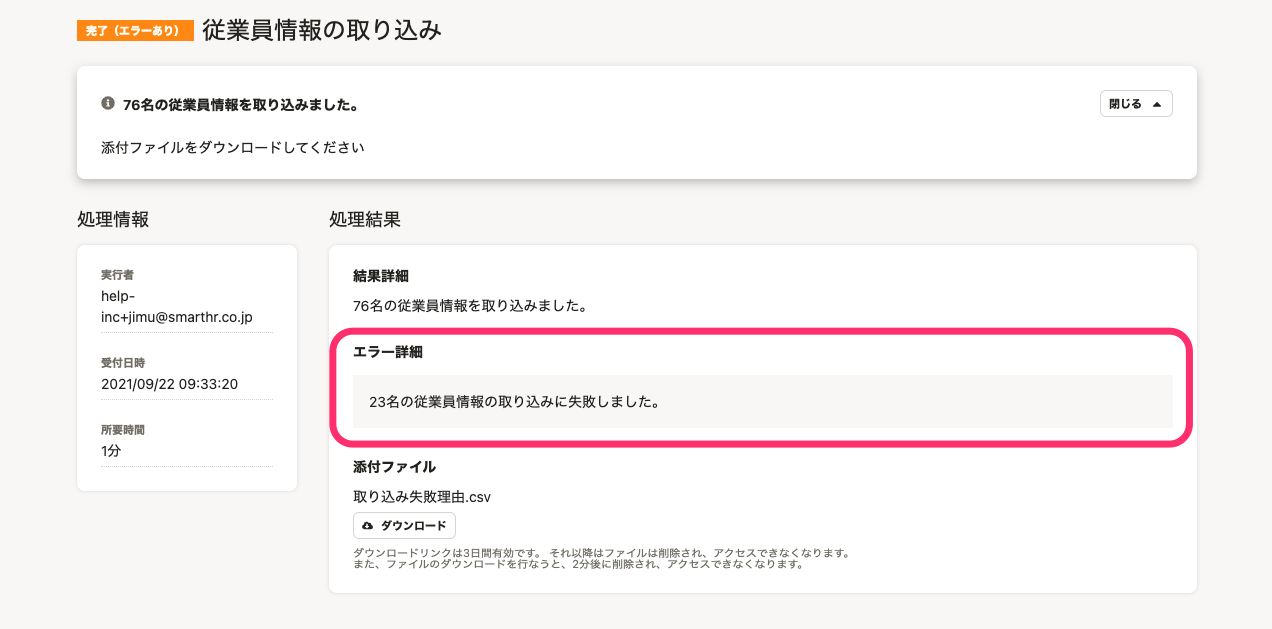 完了（エラーあり） 従業員情報の取り込み
76名の従業員情報を取り込みました。
閉じる
添付ファイルをダウンロードしてください
処理情報
実行者
help-
inc+jimu@smarthr.co.jp
受付日時
2021/09/22 09:33:20
所要時間
1分
処理結果
結果詳細
76名の従業員情報を取り込みました。
エラー詳細
23名の従業員情報の取り込みに失敗しました。
添付ファイル
取り込み失敗理由.csv
ダウンロード
ダウンロードリンクは3日間有効です。 それ以降はファイルは削除され、アクセスできなくなります。
また、ファイルのダウンロードを行なうと、2分後に削除され、アクセスできなくなります。